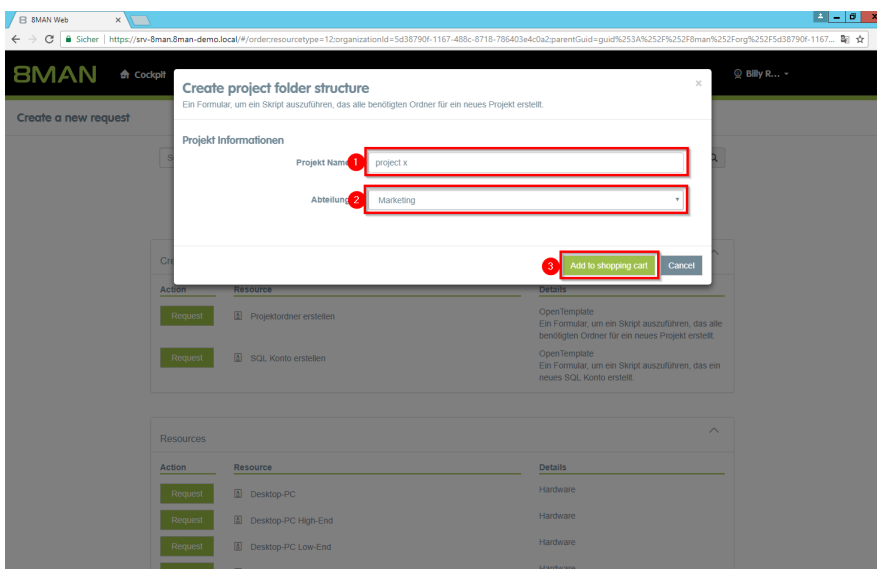 8MAN Web
Sicher | https://srv-8man.8man-demo.local/#/order;resourcetype=12;organizationId=5d38790f-1167-488c-8718-786403e4c0a2;parentGuid=guid%253A%252F%252F8man%252Forg%252F5d38790f-1167...
8MAN Cockpit Billy R...
Create project folder structure
Ein Formular, um ein Skript auszuführen, das alle benötigten Ordner für ein neues Projekt erstellt.
Create a new request
Projekt Informationen
Projekt Name 1 project x
Abteilung 2 Marketing
3 Add to shopping cart Cancel
Action Resource Details
Request Projektordner erstellen OpenTemplate
Ein Formular, um ein Skript auszuführen, das alle
benötigten Ordner für ein neues Projekt erstellt.
Request SQL Konto erstellen OpenTemplate
Ein Formular, um ein Skript auszuführen, das ein
neues SQL Konto erstellt.
Resources
Action Resource Details
Request Desktop-PC Hardware
Request Desktop-PC High-End Hardware
Request Desktop-PC Low-End Hardware
Hardware